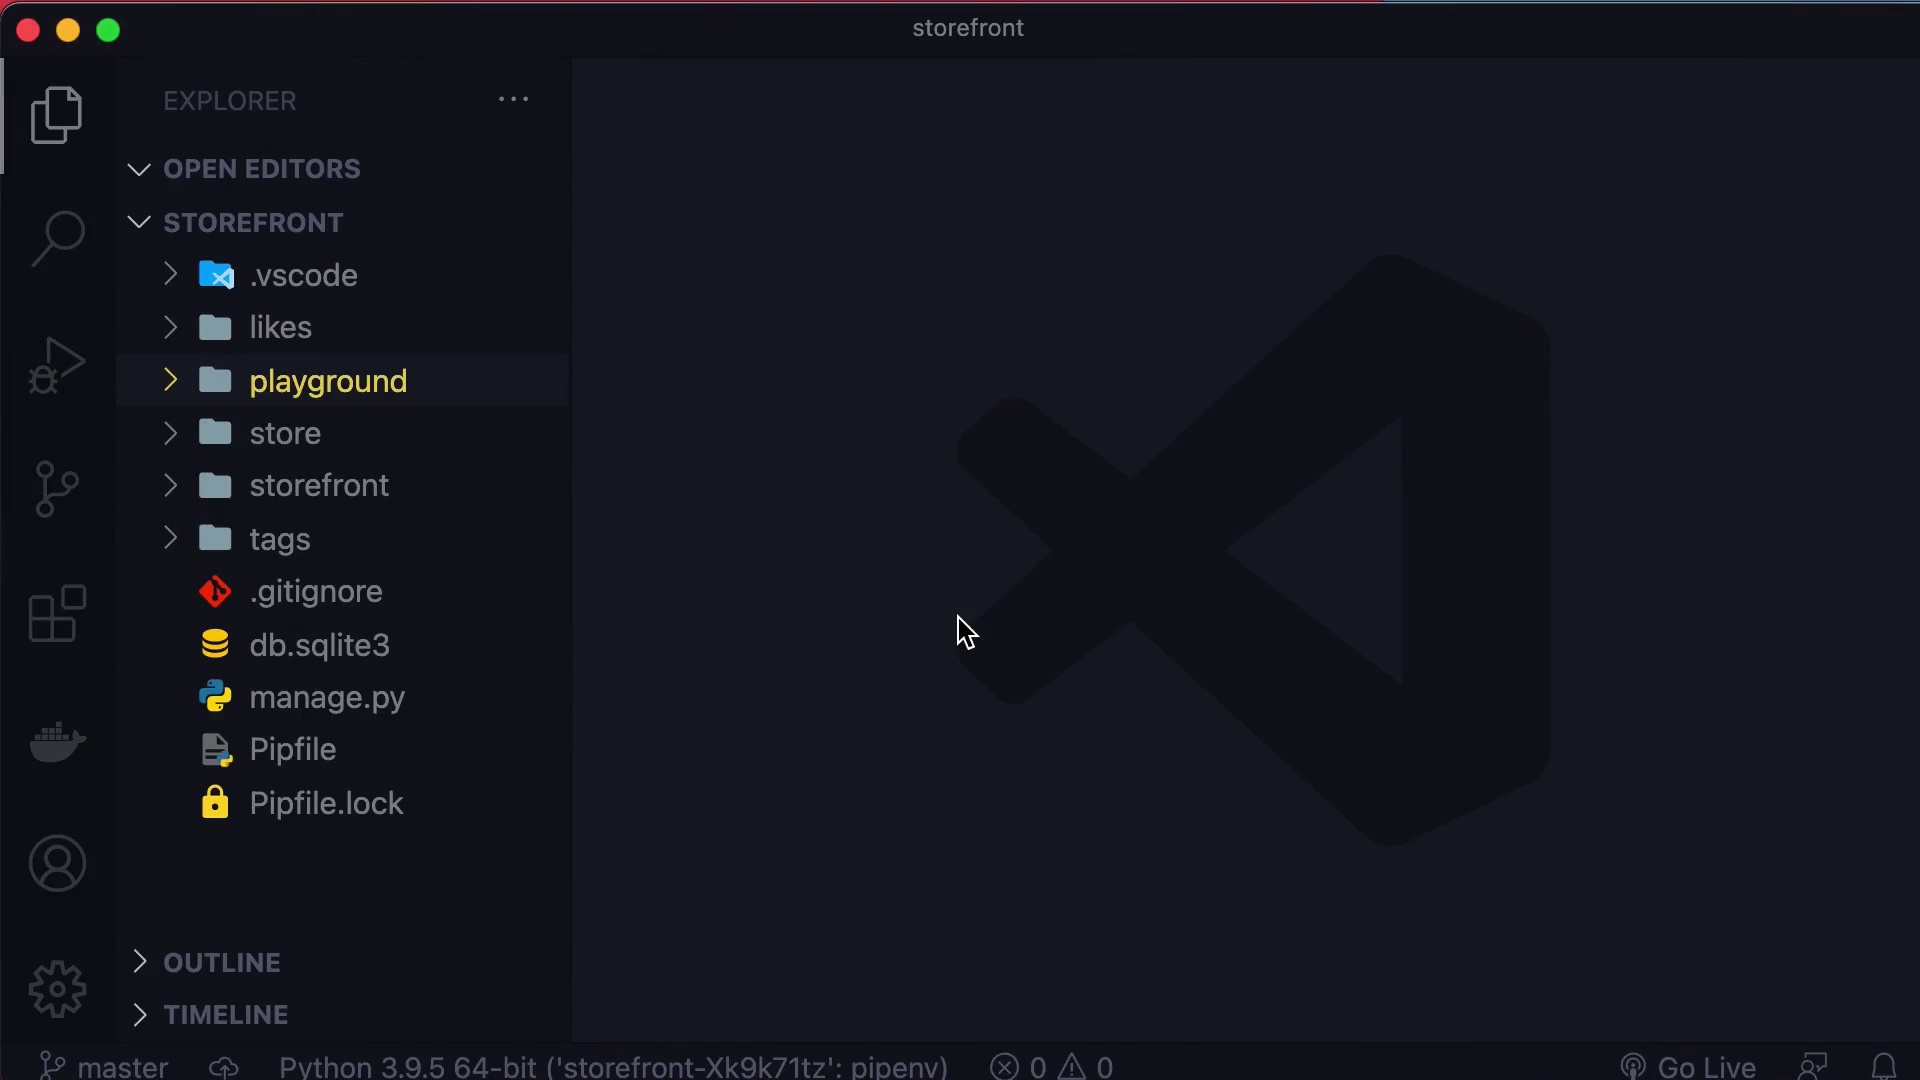 storefront
EXPLORER
OPEN EDITORS
STOREFRONT
.vscode
likes
playground
store
storefront
tags
.gitignore
db.sqlite3
manage.py
Pipfile
Pipfile.lock
OUTLINE
TIMELINE
master Python 3.9.5 64-bit ('storefront-Xk9k71tz': pipenv) 0 0 Go Live